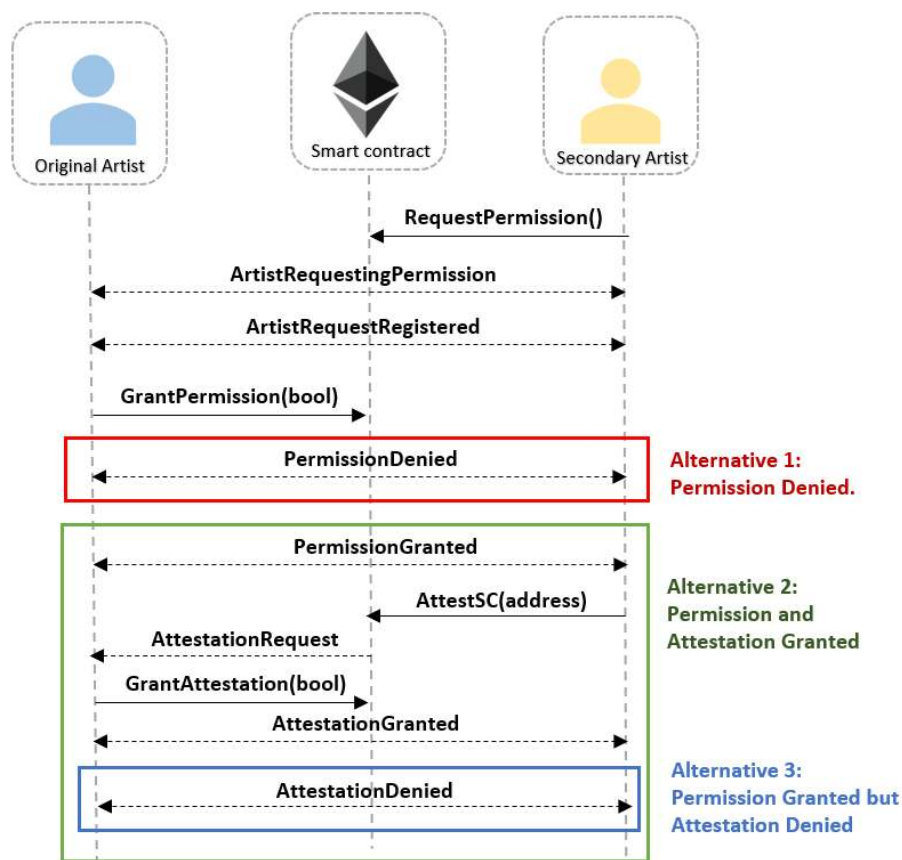 Original Artist
Smart contract
Secondary Artist
RequestPermission()
ArtistRequestingPermission
ArtistRequestRegistered
GrantPermission(bool)
PermissionDenied
Alternative 1:
Permission Denied.
PermissionGranted
AttestSC(address)
Alternative 2:
Permission and
Attestation Granted
AttestationRequest
GrantAttestation(bool)
AttestationGranted
AttestationDenied
Alternative 3:
Permission Granted but
Attestation Denied